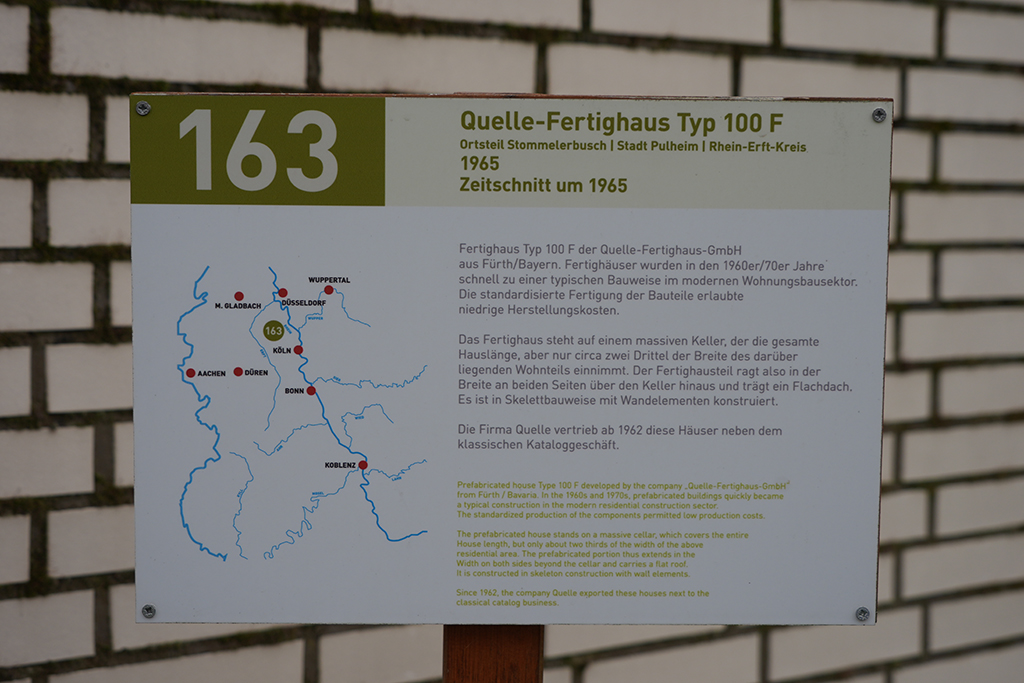 163
Quelle-Fertighaus Typ 100 F
Ortsteil Stommelerbusch | Stadt Pulheim | Rhein-Erft-Kreis
1965
Zeitschnitt um 1965
Fertighaus Typ 100 F der Quelle-Fertighaus-GmbH
aus Fürth/Bayern. Fertighäuser wurden in den 1960er/70er Jahre
schnell zu einer typischen Bauweise im modernen Wohnungsbausektor.
Die standardisierte Fertigung der Bauteile erlaubte
niedrige Herstellungskosten.
Das Fertighaus steht auf einem massiven Keller, der die gesamte
Hauslänge, aber nur circa zwei Drittel der Breite des darüber
liegenden Wohnteils einnimmt. Der Fertighausteil ragt also in der
Breite an beiden Seiten über den Keller hinaus und trägt ein Flachdach.
Es ist in Skelettbauweise mit Wandelementen konstruiert.
Die Firma Quelle vertrieb ab 1962 diese Häuser neben dem
klassischen Kataloggeschäft.
Prefabricated house Type 100 F developed by the company „Quelle-Fertighaus-GmbH“
from Fürth / Bavaria. In the 1960s and 1970s, prefabricated buildings quickly became
a typical construction in the modern residential construction sector.
The standardized production of the components permitted low production costs.
The prefabricated house stands on a massive cellar, which covers the entire
House length, but only about two thirds of the width of the above
residential area. The prefabricated portion thus extends in the
Width on both sides beyond the cellar and carries a flat roof.
It is constructed in skeleton construction with wall elements.
Since 1962, the company Quelle exported these houses next to the
classical catalog business.
WUPPERTAL
M. GLADBACH
DÜSSELDORF
WUPPER
163
KÖLN
AACHEN
DÜREN
BONN
KOBLENZ
LAHN